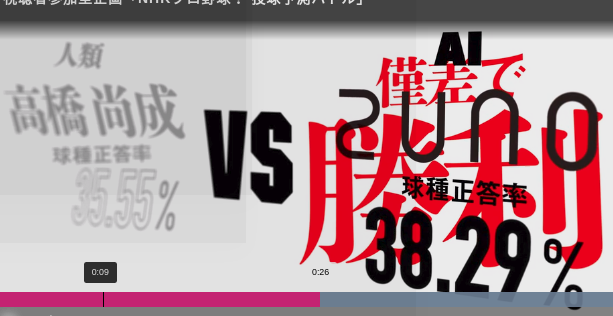 視聴者参加型企画「NHKプロ野球！ 投球予測バトル」
人類
高橋 尚成
球種正答率
35.55%
VS
AI
僅差で
ZUNO
勝利
球種正答率
38.29%
0:09
0:26